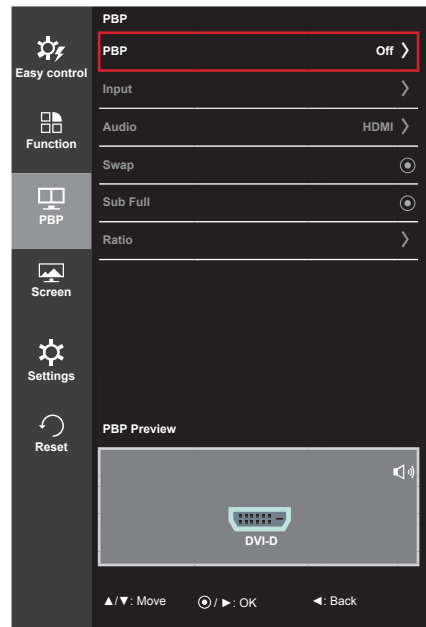 Easy control
Function
PBP
Screen
Settings
Reset
PBP
PBP Off
Input
Audio HDMI
Swap
Sub Full
Ratio
PBP Preview
DVI-D
▲/▼: Move ⦿ / ►: OK ◄: Back